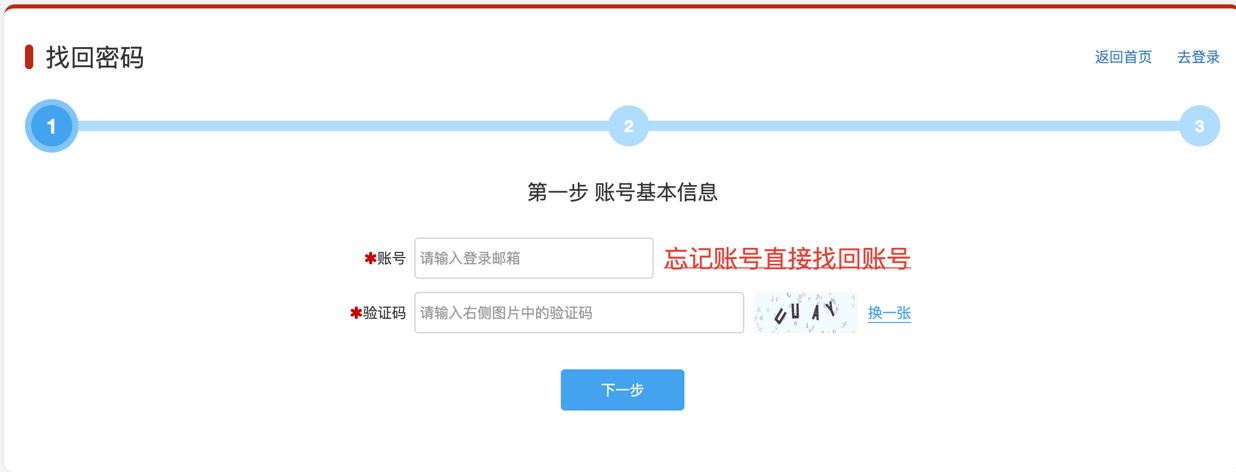 找回密码
返回首页 去登录
1 2 3
第一步 账号基本信息
✱账号 请输入登录邮箱 忘记账号直接找回账号
✱验证码 请输入右侧图片中的验证码 UUAY 换一张
下一步